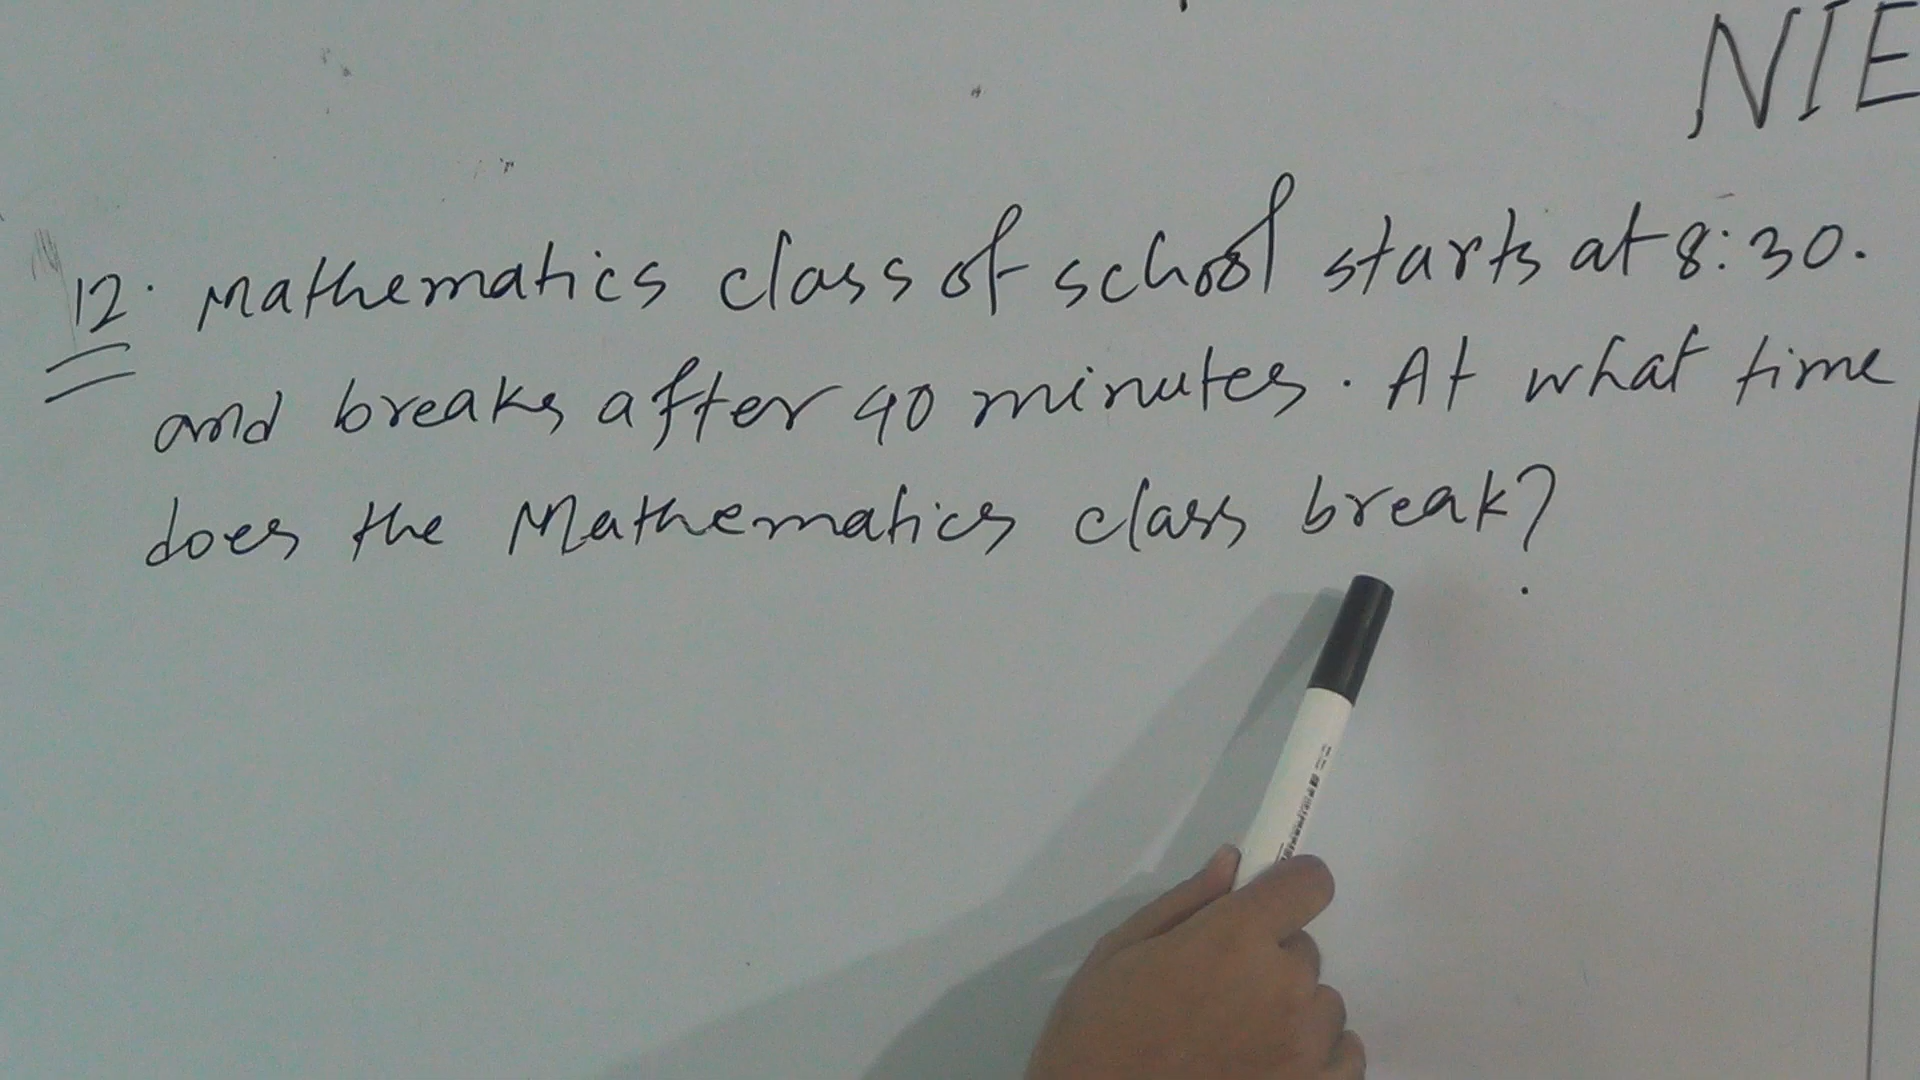 NIE
12. Mathematics class of school starts at 8:30.
and breaks after 40 minutes. At what time
does the Mathematics class break?